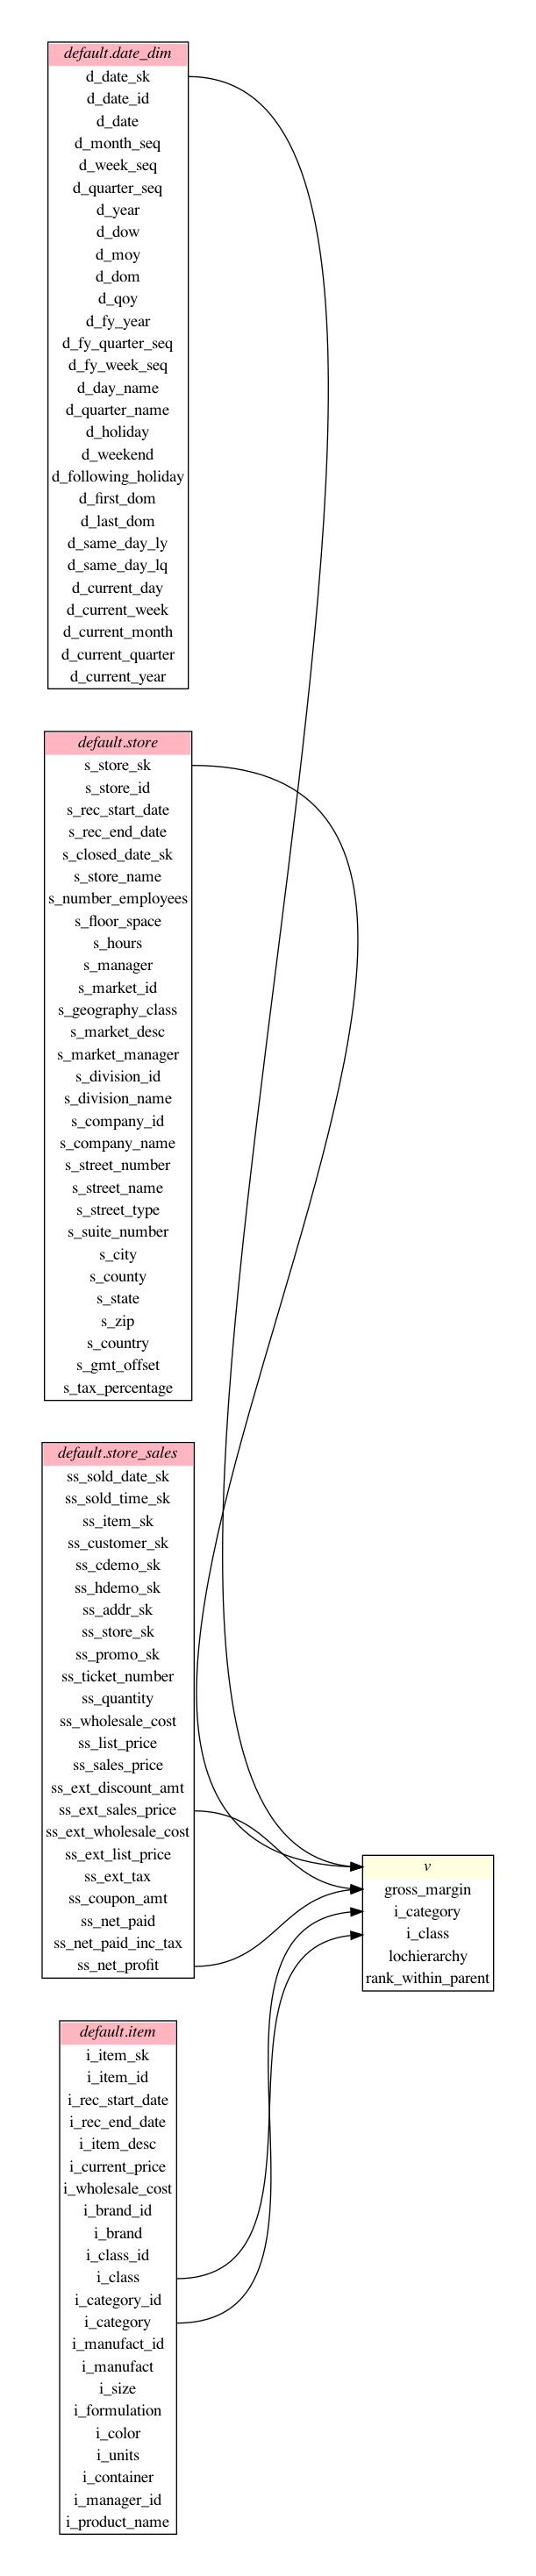 default.date_dim
d_date_sk
d_date_id
d_date
d_month_seq
d_week_seq
d_quarter_seq
d_year
d_dow
d_moy
d_dom
d_qoy
d_fy_year
d_fy_quarter_seq
d_fy_week_seq
d_day_name
d_quarter_name
d_holiday
d_weekend
d_following_holiday
d_first_dom
d_last_dom
d_same_day_ly
d_same_day_lq
d_current_day
d_current_week
d_current_month
d_current_quarter
d_current_year
default.store
s_store_sk
s_store_id
s_rec_start_date
s_rec_end_date
s_closed_date_sk
s_store_name
s_number_employees
s_floor_space
s_hours
s_manager
s_market_id
s_geography_class
s_market_desc
s_market_manager
s_division_id
s_division_name
s_company_id
s_company_name
s_street_number
s_street_name
s_street_type
s_suite_number
s_city
s_county
s_state
s_zip
s_country
s_gmt_offset
s_tax_percentage
default.store_sales
ss_sold_date_sk
ss_sold_time_sk
ss_item_sk
ss_customer_sk
ss_cdemo_sk
ss_hdemo_sk
ss_addr_sk
ss_store_sk
ss_promo_sk
ss_ticket_number
ss_quantity
ss_wholesale_cost
ss_list_price
ss_sales_price
ss_ext_discount_amt
ss_ext_sales_price
ss_ext_wholesale_cost
ss_ext_list_price
ss_ext_tax
ss_coupon_amt
ss_net_paid
ss_net_paid_inc_tax
ss_net_profit
v
gross_margin
i_category
i_class
lochierarchy
rank_within_parent
default.item
i_item_sk
i_item_id
i_rec_start_date
i_rec_end_date
i_item_desc
i_current_price
i_wholesale_cost
i_brand_id
i_brand
i_class_id
i_class
i_category_id
i_category
i_manufact_id
i_manufact
i_size
i_formulation
i_color
i_units
i_container
i_manager_id
i_product_name